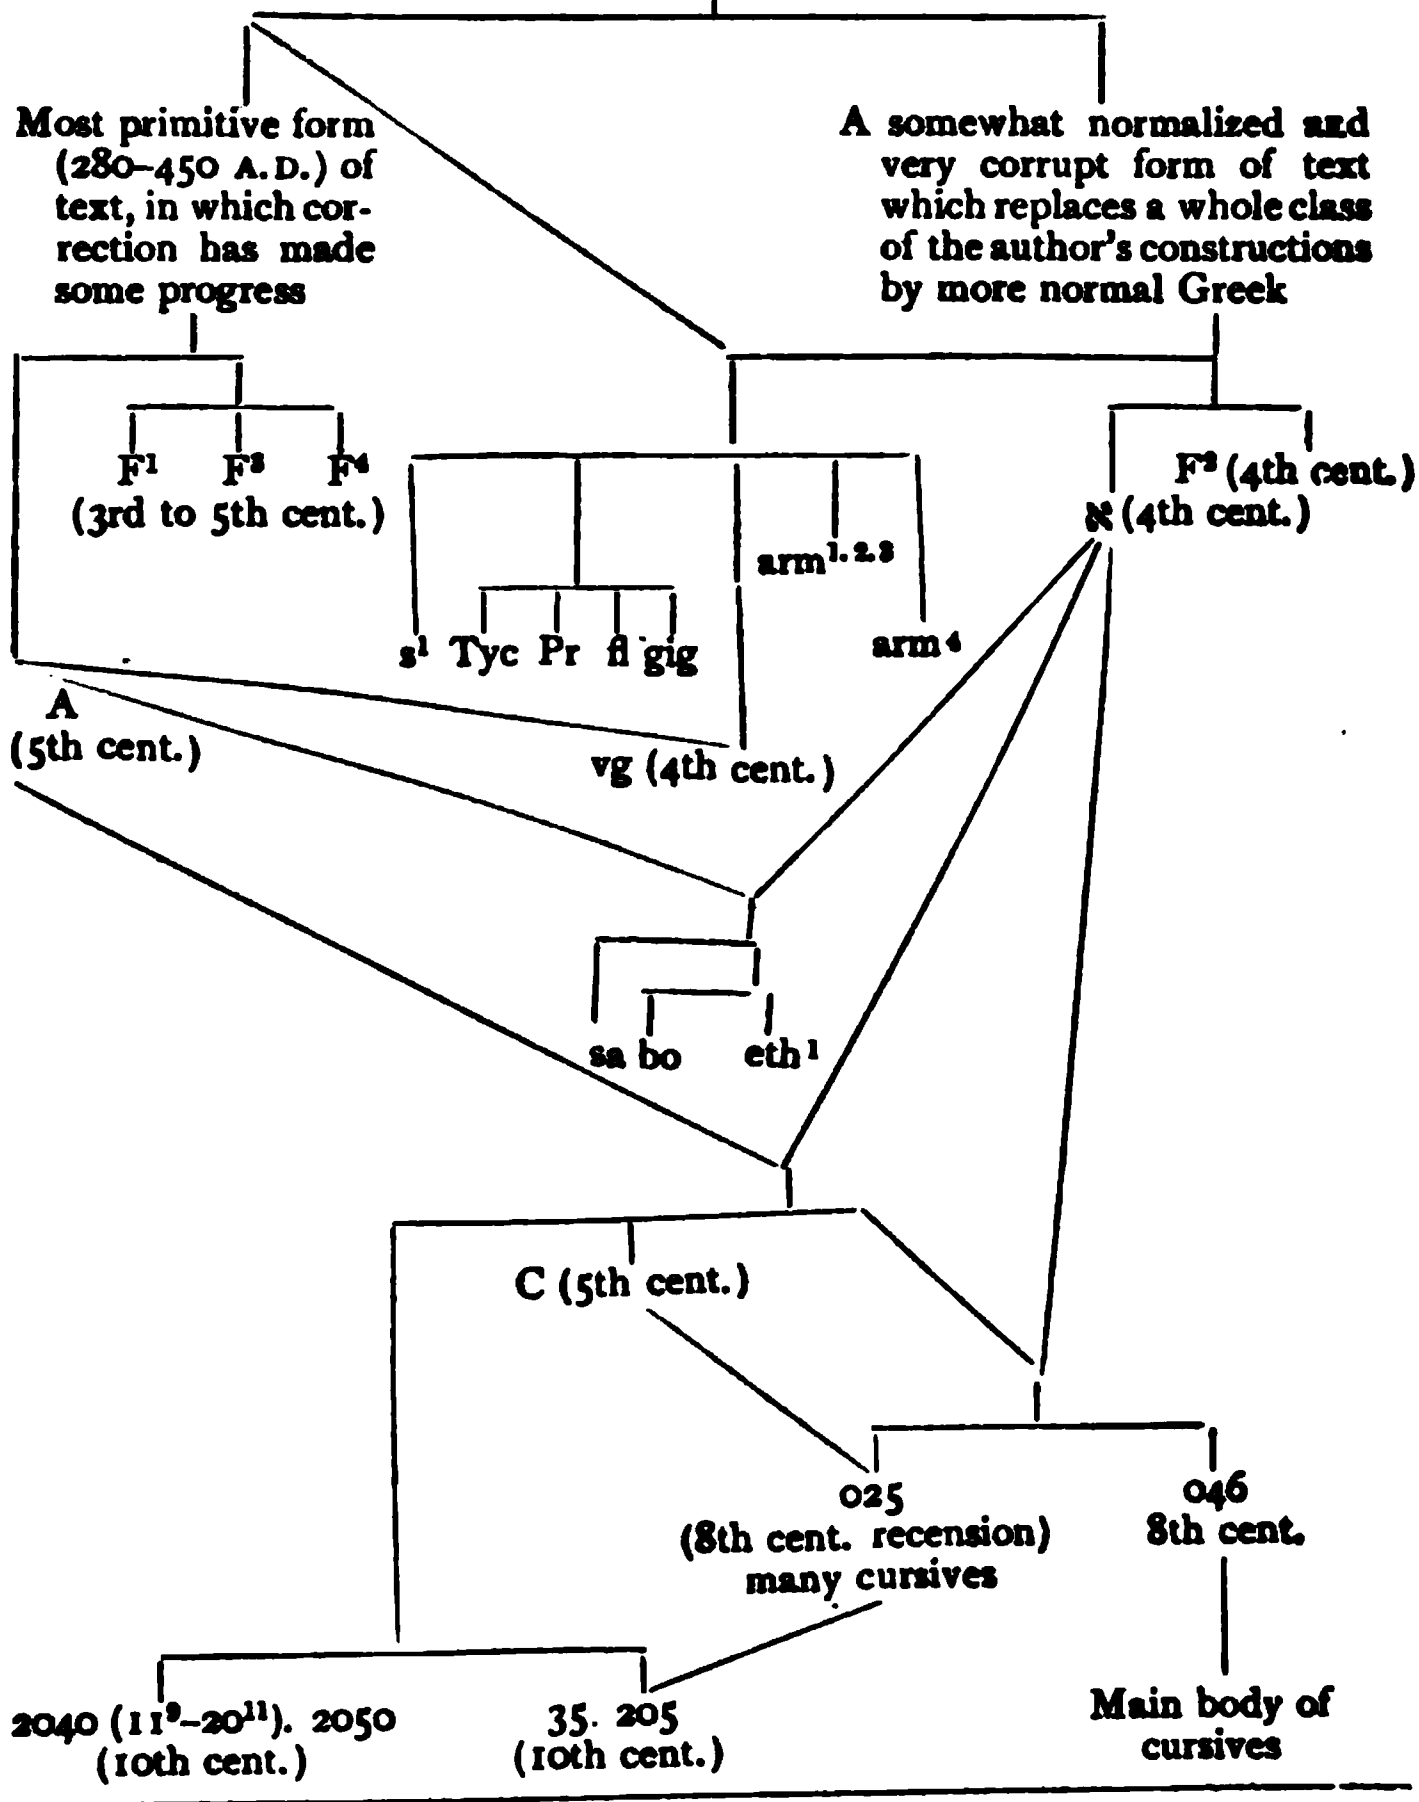 Most primitive form
(280–450 A.D.) of
text, in which cor-
rection has made
some progress
A somewhat normalized and
very corrupt form of text
which replaces a whole class
of the author's constructions
by more normal Greek
F¹ F³ F⁴
(3rd to 5th cent.)
F² (4th cent.)
א (4th cent.)
arm¹·²·³
s¹ Tyc Pr fl gig
arm⁴
A
(5th cent.)
vg (4th cent.)
sa bo eth¹
C (5th cent.)
025
(8th cent. recension)
many cursives
046
8th cent.
2040 (11⁹–20¹¹). 2050
(10th cent.)
35. 205
(10th cent.)
Main body of
cursives